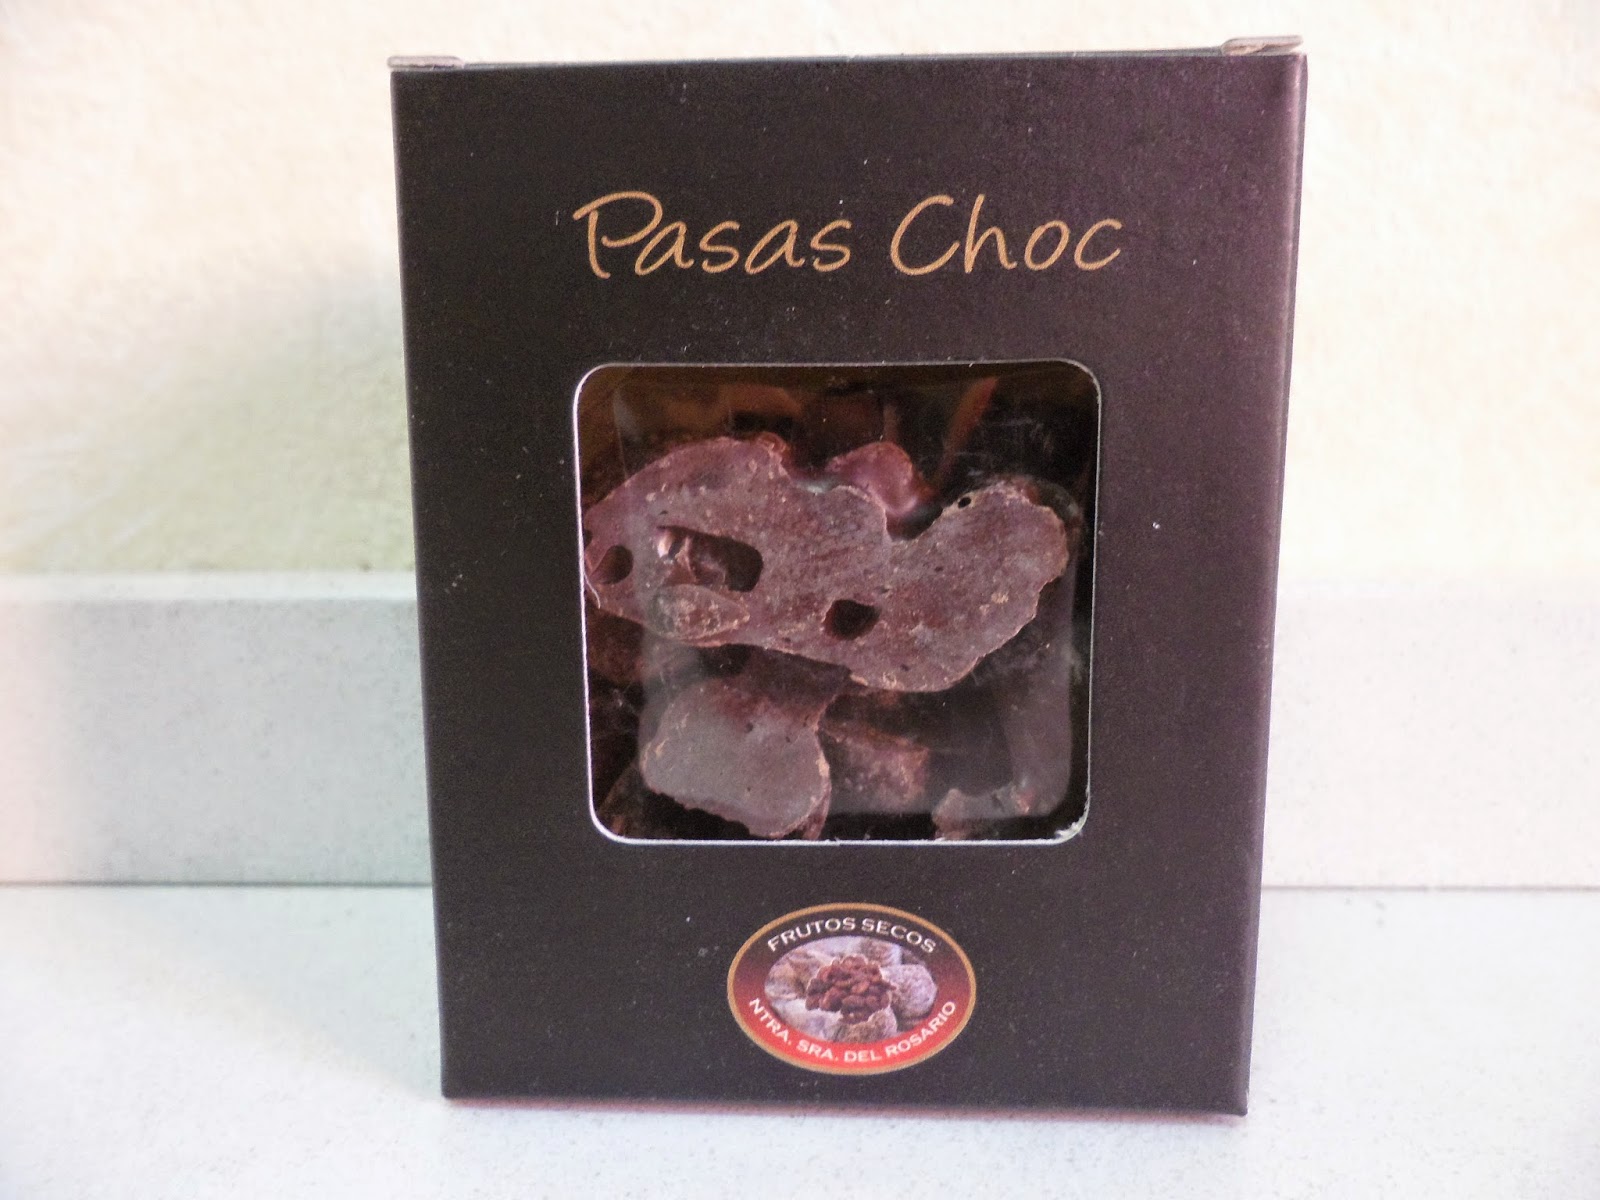 Pasas Choc
FRUTOS SECOS
NTRA. SRA. DEL ROSARIO